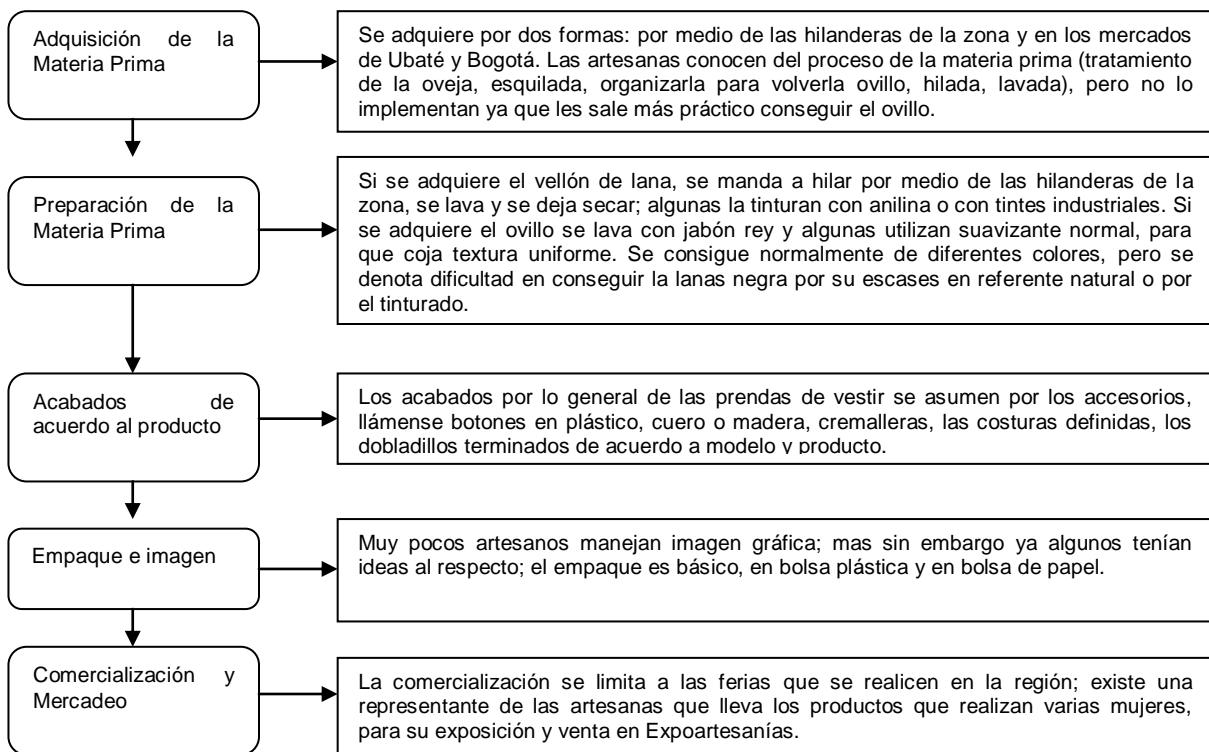 Adquisición de la
Materia Prima
Se adquiere por dos formas: por medio de las hilanderas de la zona y en los mercados
de Ubaté y Bogotá. Las artesanas conocen del proceso de la materia prima (tratamiento
de la oveja, esquilada, organizarla para volverla ovillo, hilada, lavada), pero no lo
implementan ya que les sale más práctico conseguir el ovillo.
Preparación de la
Materia Prima
Si se adquiere el vellón de lana, se manda a hilar por medio de las hilanderas de la
zona, se lava y se deja secar; algunas la tinturan con anilina o con tintes industriales. Si
se adquiere el ovillo se lava con jabón rey y algunas utilizan suavizante normal, para
que coja textura uniforme. Se consigue normalmente de diferentes colores, pero se
denota dificultad en conseguir la lanas negra por su escases en referente natural o por
el tinturado.
Acabados de
acuerdo al producto
Los acabados por lo general de las prendas de vestir se asumen por los accesorios,
llámense botones en plástico, cuero o madera, cremalleras, las costuras definidas, los
dobladillos terminados de acuerdo a modelo y producto.
Empaque e imagen
Muy pocos artesanos manejan imagen gráfica; mas sin embargo ya algunos tenían
ideas al respecto; el empaque es básico, en bolsa plástica y en bolsa de papel.
Comercialización y
Mercadeo
La comercialización se limita a las ferias que se realicen en la región; existe una
representante de las artesanas que lleva los productos que realizan varias mujeres,
para su exposición y venta en Expoartesanías.